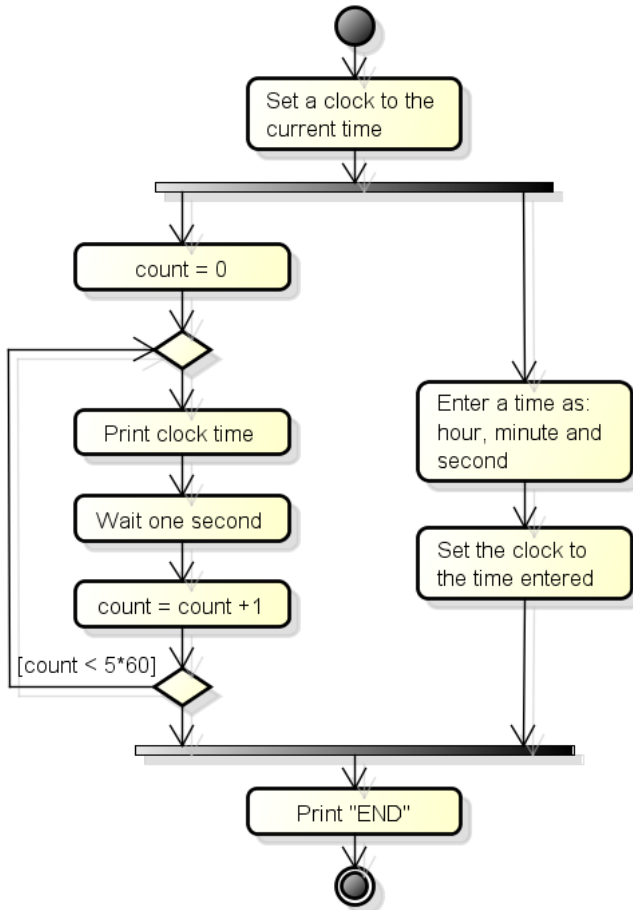 Set a clock to the
current time
count = 0
Print clock time
Wait one second
count = count +1
[count < 5*60]
Enter a time as:
hour, minute and
second
Set the clock to
the time entered
Print "END"